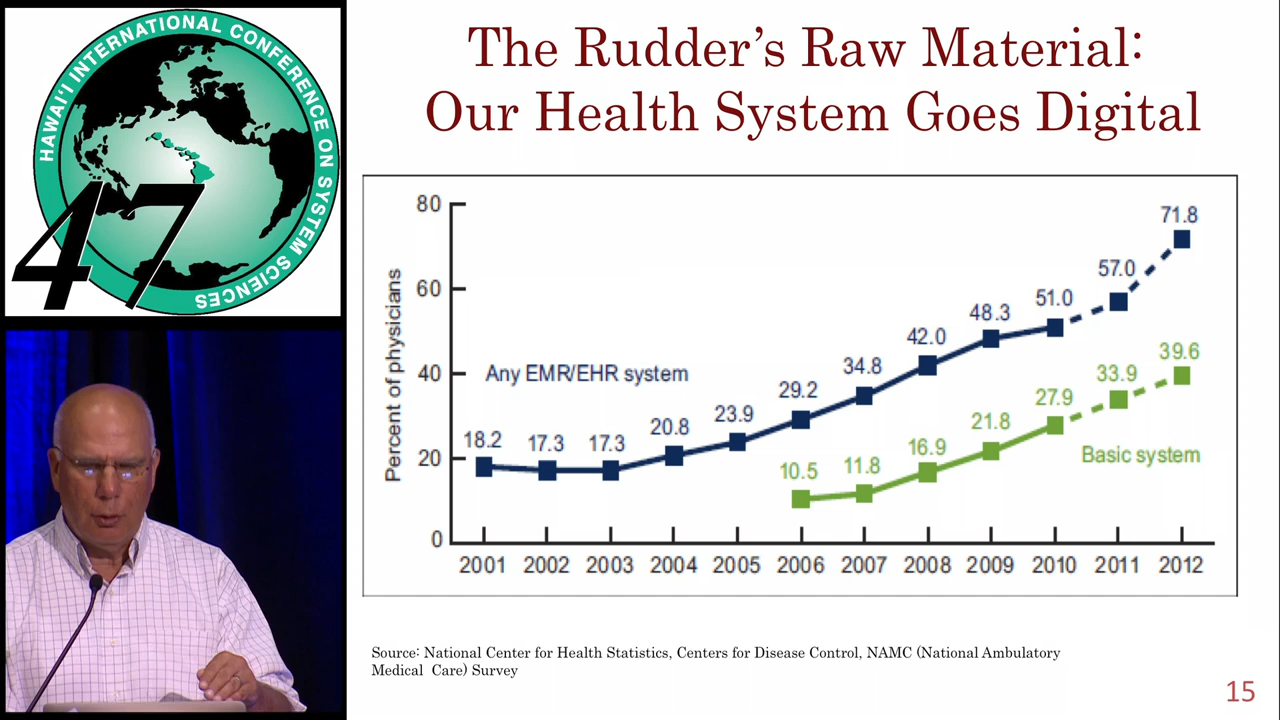 HAWAI'I INTERNATIONAL CONFERENCE ON SYSTEM SCIENCES
47
The Rudder's Raw Material:
Our Health System Goes Digital
Percent of physicians
80
60
40
20
0
Any EMR/EHR system
18.2
17.3
17.3
20.8
23.9
29.2
34.8
42.0
48.3
51.0
57.0
71.8
10.5
11.8
16.9
21.8
27.9
33.9
39.6
Basic system
2001 2002 2003 2004 2005 2006 2007 2008 2009 2010 2011 2012
Source: National Center for Health Statistics, Centers for Disease Control, NAMC (National Ambulatory
Medical Care) Survey
15